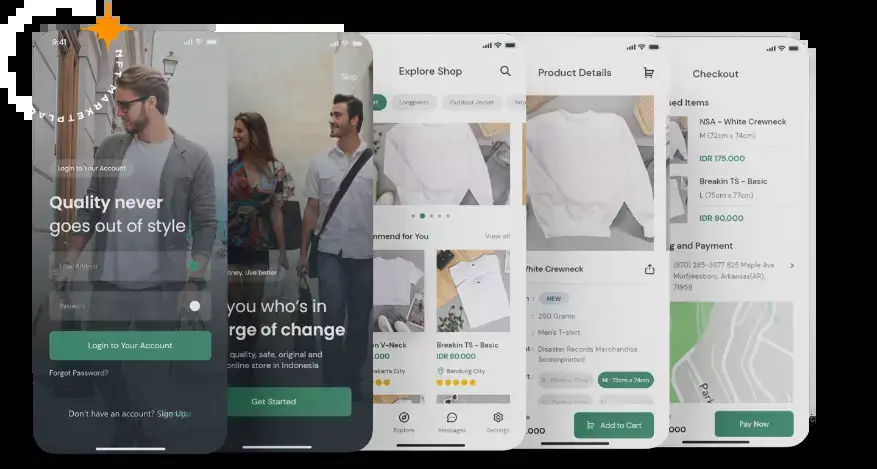 NFT MARKETPLAC
9:41
Login to Your Account
Quality never
goes out of style
Email Address
Password
Login to Your Account
Forgot Password?
Don't have an account? Sign Up
Skip
oney, Live better
you who's in
rge of change
quality, safe, original and
online store in Indonesia
Get Started
Explore Shop
Longpants
Outdoor Jacket
mmend for You
View all
n V-Neck
.000
akarta City
Breakin TS - Basic
IDR 80.000
Bandung City
Explore
Messages
Settings
Product Details
White Crewneck
NEW
250 Grams
Men's T-shirt
Disaster Records Merchandise
Screenprinted
M (72cm x 74cm)
.000
Add to Cart
Checkout
ed Items
NSA - White Crewneck
M (72cm x 74cm)
IDR 175.000
Breakin TS - Basic
L (75cm x 77cm)
IDR 80.000
g and Payment
(870) 285-3677 825 Maple Ave
Murfreesboro, Arkansas(AR),
71958
Park
000
Pay Now